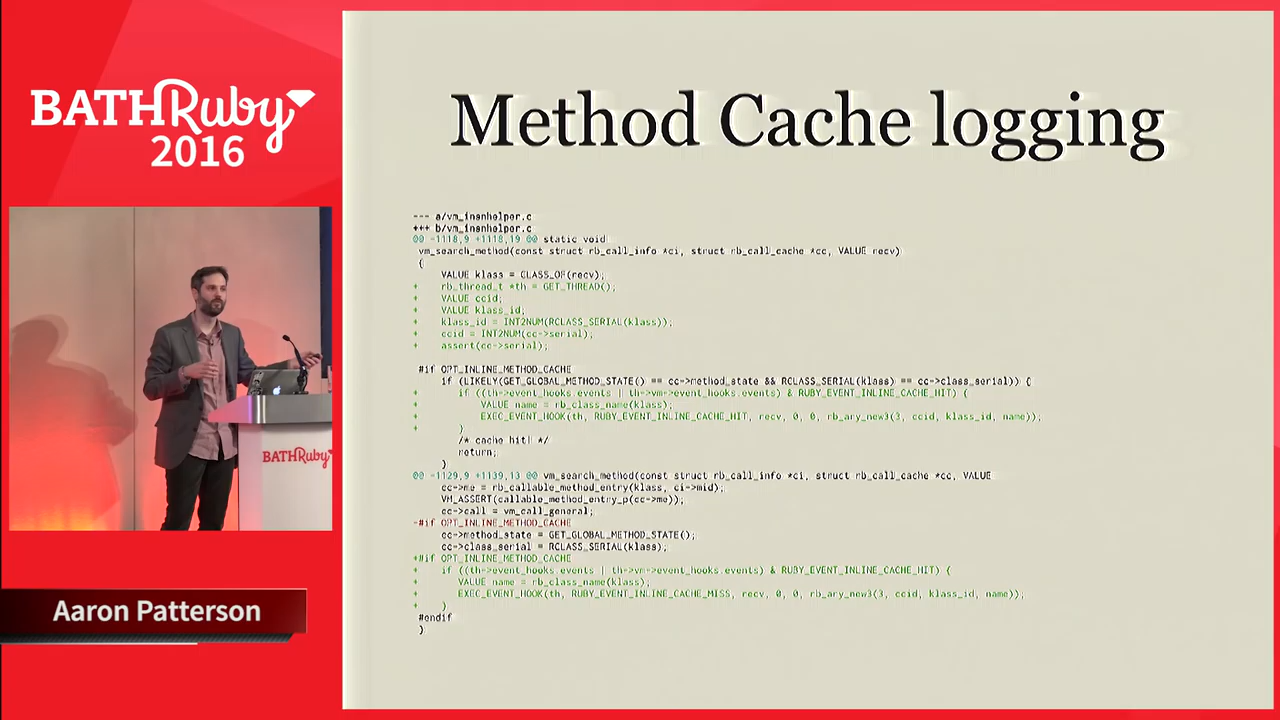 BATHRuby
2016
BATHRuby
Aaron Patterson
Method Cache logging
--- a/vm_insnhelper.c
+++ b/vm_insnhelper.c
@@ -1118,9 +1118,19 @@ static void
vm_search_method(const struct rb_call_info *ci, struct rb_call_cache *cc, VALUE recv)
{
VALUE klass = CLASS_OF(recv);
+ rb_thread_t *th = GET_THREAD();
+ VALUE ccid;
+ VALUE klass_id;
+ klass_id = INT2NUM(RCLASS_SERIAL(klass));
+ ccid = INT2NUM(cc->serial);
+ assert(cc->serial);
#if OPT_INLINE_METHOD_CACHE
if (LIKELY(GET_GLOBAL_METHOD_STATE() == cc->method_state && RCLASS_SERIAL(klass) == cc->class_serial)) {
+ if ((th->event_hooks.events | th->vm->event_hooks.events) & RUBY_EVENT_INLINE_CACHE_HIT) {
+ VALUE name = rb_class_name(klass);
+ EXEC_EVENT_HOOK(th, RUBY_EVENT_INLINE_CACHE_HIT, recv, 0, 0, rb_ary_new3(3, ccid, klass_id, name));
+ }
/* cache hit! */
return;
}
@@ -1129,9 +1139,13 @@ vm_search_method(const struct rb_call_info *ci, struct rb_call_cache *cc, VALUE
cc->me = rb_callable_method_entry(klass, ci->mid);
VM_ASSERT(callable_method_entry_p(cc->me));
cc->call = vm_call_general;
-#if OPT_INLINE_METHOD_CACHE
cc->method_state = GET_GLOBAL_METHOD_STATE();
cc->class_serial = RCLASS_SERIAL(klass);
+#if OPT_INLINE_METHOD_CACHE
+ if ((th->event_hooks.events | th->vm->event_hooks.events) & RUBY_EVENT_INLINE_CACHE_HIT) {
+ VALUE name = rb_class_name(klass);
+ EXEC_EVENT_HOOK(th, RUBY_EVENT_INLINE_CACHE_MISS, recv, 0, 0, rb_ary_new3(3, ccid, klass_id, name));
+ }
#endif
}